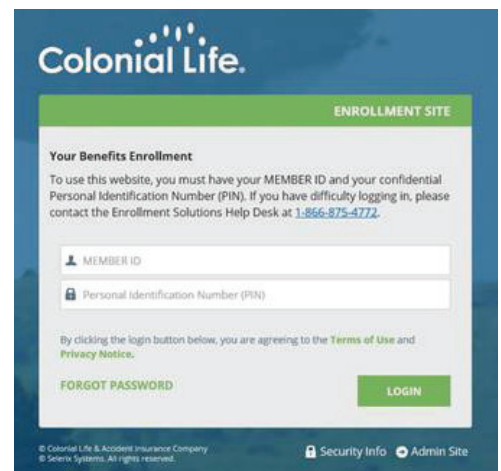 Colonial Life.
ENROLLMENT SITE
Your Benefits Enrollment
To use this website, you must have your MEMBER ID and your confidential
Personal Identification Number (PIN). If you have difficulty logging in, please
contact the Enrollment Solutions Help Desk at 1-866-875-4772.
MEMBER ID
Personal Identification Number (PIN)
By clicking the login button below, you are agreeing to the Terms of Use and
Privacy Notice.
FORGOT PASSWORD
LOGIN
© Colonial Life & Accident Insurance Company
© Selerix Systems. All rights reserved.
Security Info Admin Site